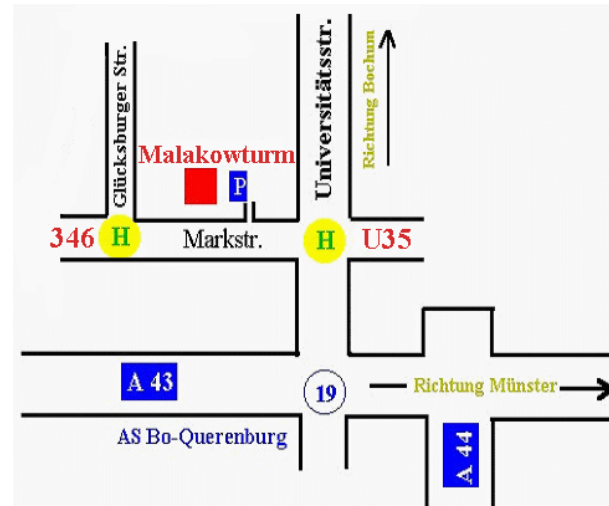 Glücksburger Str.
Universitätsstr.
Richtung Bochum
Malakowturm
P
346
H
Markstr.
H
U35
A 43
19
Richtung Münster
AS Bo-Querenburg
A 44